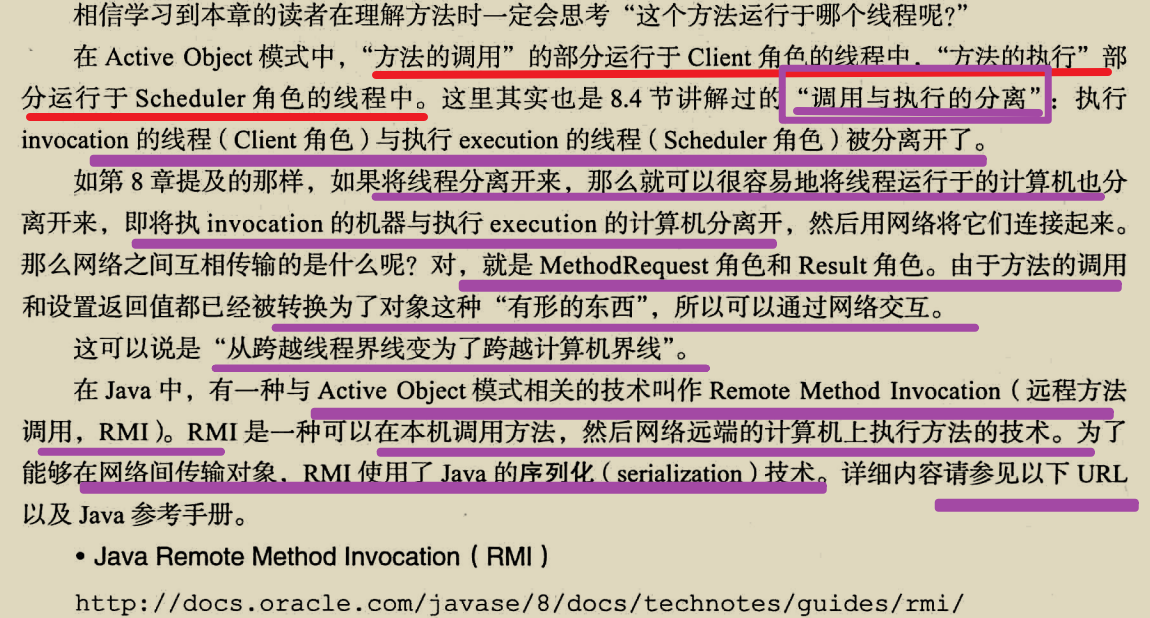 相信学习到本章的读者在理解方法时一定会思考“这个方法运行于哪个线程呢?”
在 Active Object 模式中，“方法的调用”的部分运行于 Client 角色的线程中，“方法的执行”部
分运行于 Scheduler 角色的线程中。这里其实也是 8.4 节讲解过的“调用与执行的分离”：执行
invocation 的线程（Client 角色）与执行 execution 的线程（Scheduler 角色）被分离开了。
如第 8 章提及的那样，如果将线程分离开来，那么就可以很容易地将线程运行于的计算机也分
离开来，即将执 invocation 的机器与执行 execution 的计算机分离开，然后用网络将它们连接起来。
那么网络之间互相传输的是什么呢？对，就是 MethodRequest 角色和 Result 角色。由于方法的调用
和设置返回值都已经被转换为了对象这种“有形的东西”，所以可以通过网络交互。
这可以说是“从跨越线程界线变为了跨越计算机界线”。
在 Java 中，有一种与 Active Object 模式相关的技术叫作 Remote Method Invocation（远程方法
调用，RMI）。RMI 是一种可以在本机调用方法，然后网络远端的计算机上执行方法的技术。为了
能够在网络间传输对象，RMI 使用了 Java 的序列化（serialization）技术。详细内容请参见以下 URL
以及 Java 参考手册。
• Java Remote Method Invocation（RMI）
http://docs.oracle.com/javase/8/docs/technotes/guides/rmi/